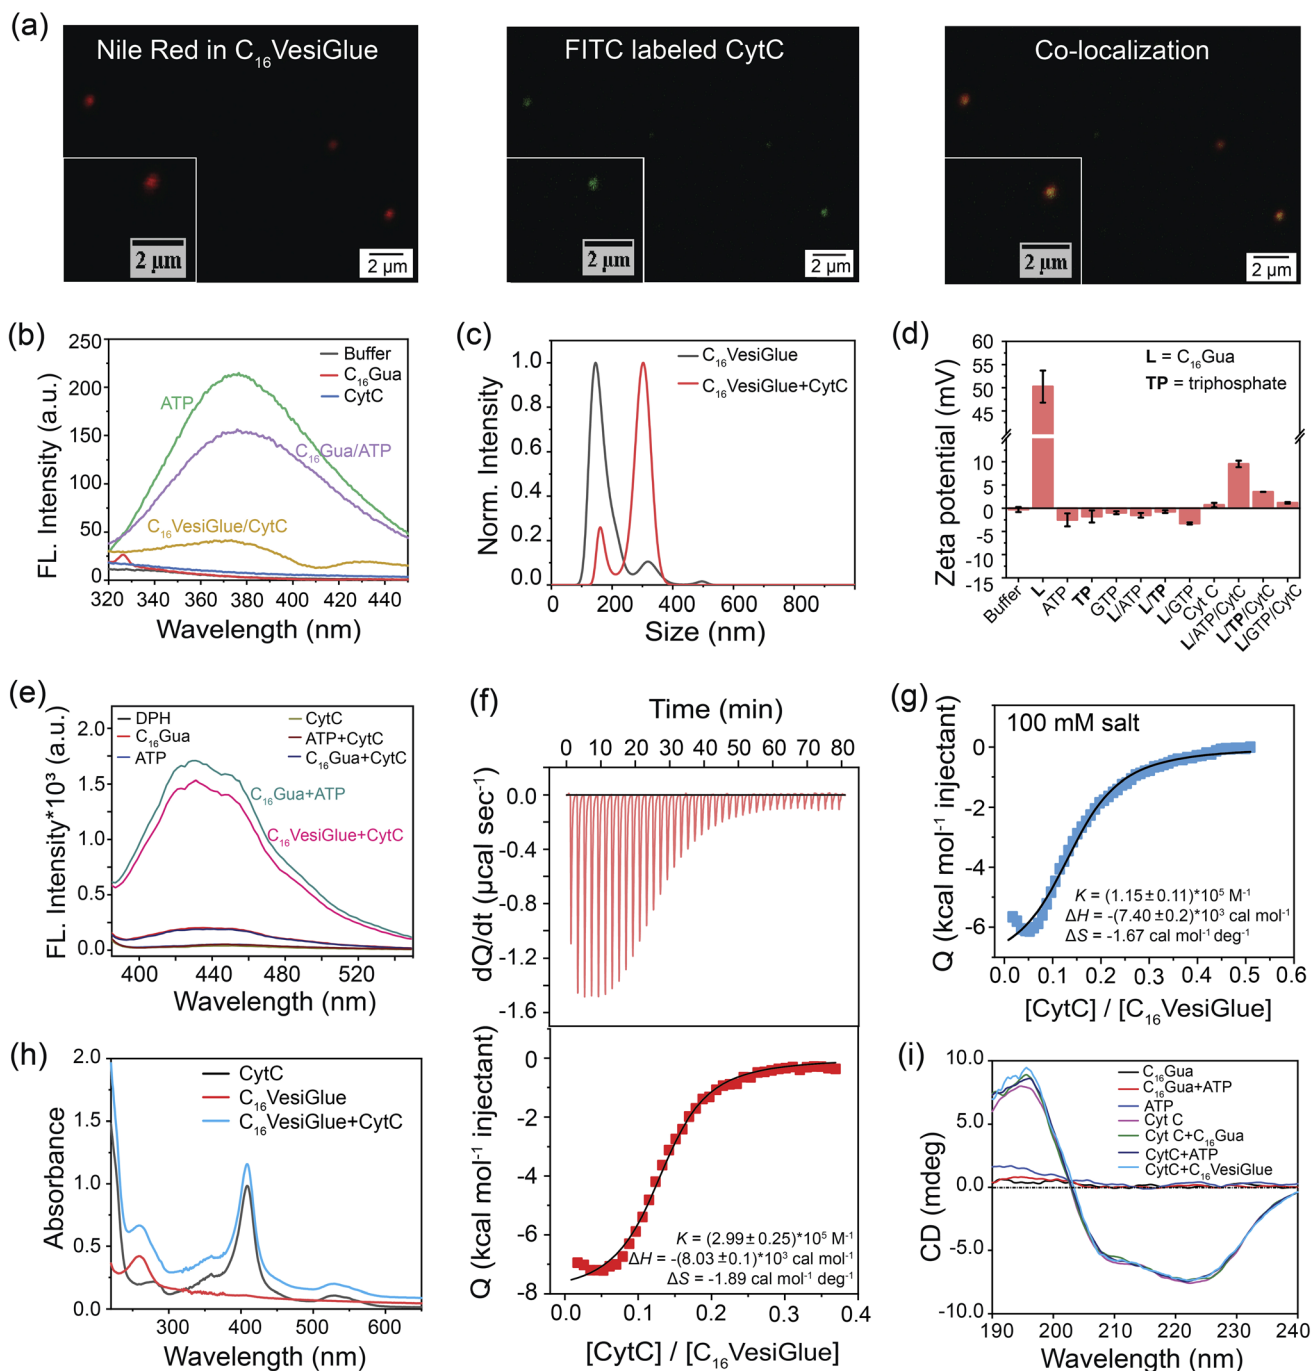 (a)
Nile Red in C₁₆VesiGlue
FITC labeled CytC
Co-localization
2 µm
2 µm
2 µm
2 µm
2 µm
2 µm
(b)
FL. Intensity (a.u.)
250
200
150
100
50
0
Buffer
C₁₆Gua
CytC
ATP
C₁₆Gua/ATP
C₁₆VesiGlue/CytC
320 340 360 380 400 420 440
Wavelength (nm)
(c)
Norm. Intensity
1.0
0.8
0.6
0.4
0.2
0.0
C₁₆VesiGlue
C₁₆VesiGlue+CytC
0 200 400 600 800
Size (nm)
(d)
Zeta potential (mV)
60
55
50
45
10
5
0
-5
-10
-15
L = C₁₆Gua
TP = triphosphate
Buffer
L
ATP
TP
GTP
L/ATP
L/TP
L/GTP
Cyt C
L/ATP/CytC
L/TP/CytC
L/GTP/CytC
(e)
FL. Intensity*10³ (a.u.)
2.0
1.5
1.0
0.5
0.0
DPH
C₁₆Gua
ATP
CytC
ATP+CytC
C₁₆Gua+CytC
C₁₆Gua+ATP
C₁₆VesiGlue+CytC
400 440 480 520
Wavelength (nm)
(f)
Time (min)
0 10 20 30 40 50 60 70 80
dQ/dt (µcal sec⁻¹)
0.0
-0.4
-0.8
-1.2
-1.6
Q (kcal mol⁻¹ injectant)
0
-2
-4
-6
-8
K = (2.99±0.25)*10⁵ M⁻¹
ΔH = -(8.03±0.1)*10³ cal mol⁻¹
ΔS = -1.89 cal mol⁻¹ deg⁻¹
0.0 0.1 0.2 0.3 0.4
[CytC] / [C₁₆VesiGlue]
(g)
100 mM salt
Q (kcal mol⁻¹ injectant)
0
-2
-4
-6
K = (1.15±0.11)*10⁵ M⁻¹
ΔH = -(7.40±0.2)*10³ cal mol⁻¹
ΔS = -1.67 cal mol⁻¹ deg⁻¹
0.0 0.1 0.2 0.3 0.4 0.5 0.6
[CytC] / [C₁₆VesiGlue]
(h)
Absorbance
2.0
1.5
1.0
0.5
0.0
CytC
C₁₆VesiGlue
C₁₆VesiGlue+CytC
300 400 500 600
Wavelength (nm)
(i)
CD (mdeg)
10.0
5.0
0.0
-5.0
-10.0
C₁₆Gua
C₁₆Gua+ATP
ATP
Cyt C
Cyt C+C₁₆Gua
CytC+ATP
CytC+C₁₆VesiGlue
190 200 210 220 230 240
Wavelength (nm)